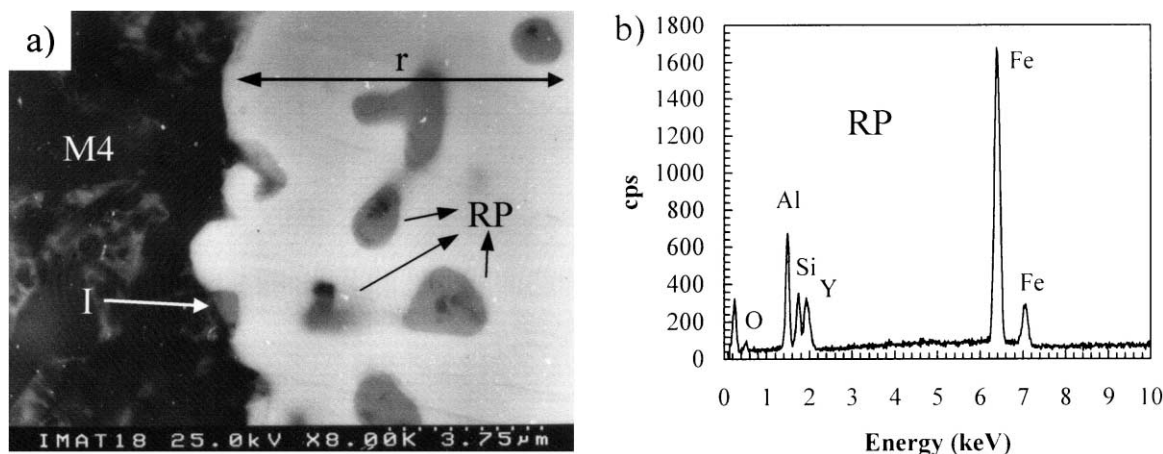 a)
r
M4
RP
I
IMAT18 25.0kV X8.00K 3.75μm
b)
1800
1600
1400
1200
1000
800
600
400
200
0
cps
RP
Fe
Al
Si
Y
O
Fe
0 1 2 3 4 5 6 7 8 9 10
Energy (keV)